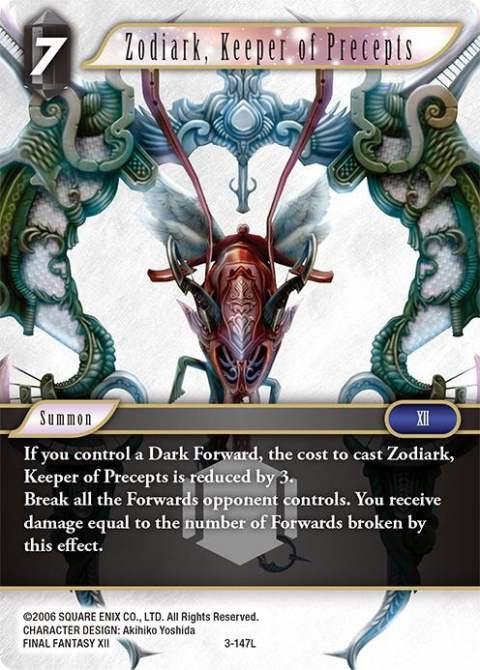 7
Zodiark, Keeper of Precepts
Summon
XII
If you control a Dark Forward, the cost to cast Zodiark,
Keeper of Precepts is reduced by 3.
Break all the Forwards opponent controls. You receive
damage equal to the number of Forwards broken by
this effect.
©2006 SQUARE ENIX CO., LTD. All Rights Reserved.
CHARACTER DESIGN: Akihiko Yoshida
FINAL FANTASY XII
3-147L